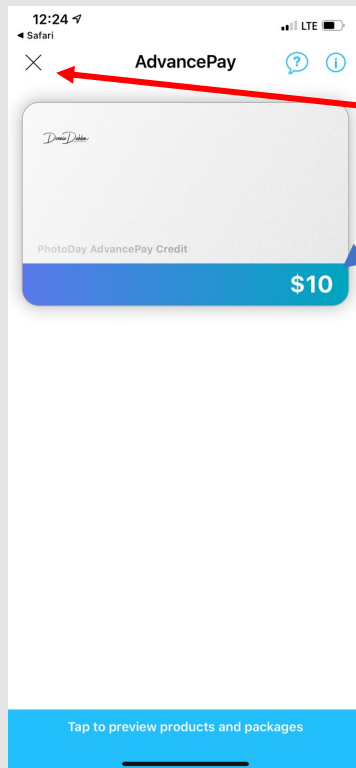 12:24
LTE
◀ Safari
AdvancePay
?
i
PhotoDay AdvancePay Credit
$10
Tap to preview products and packages